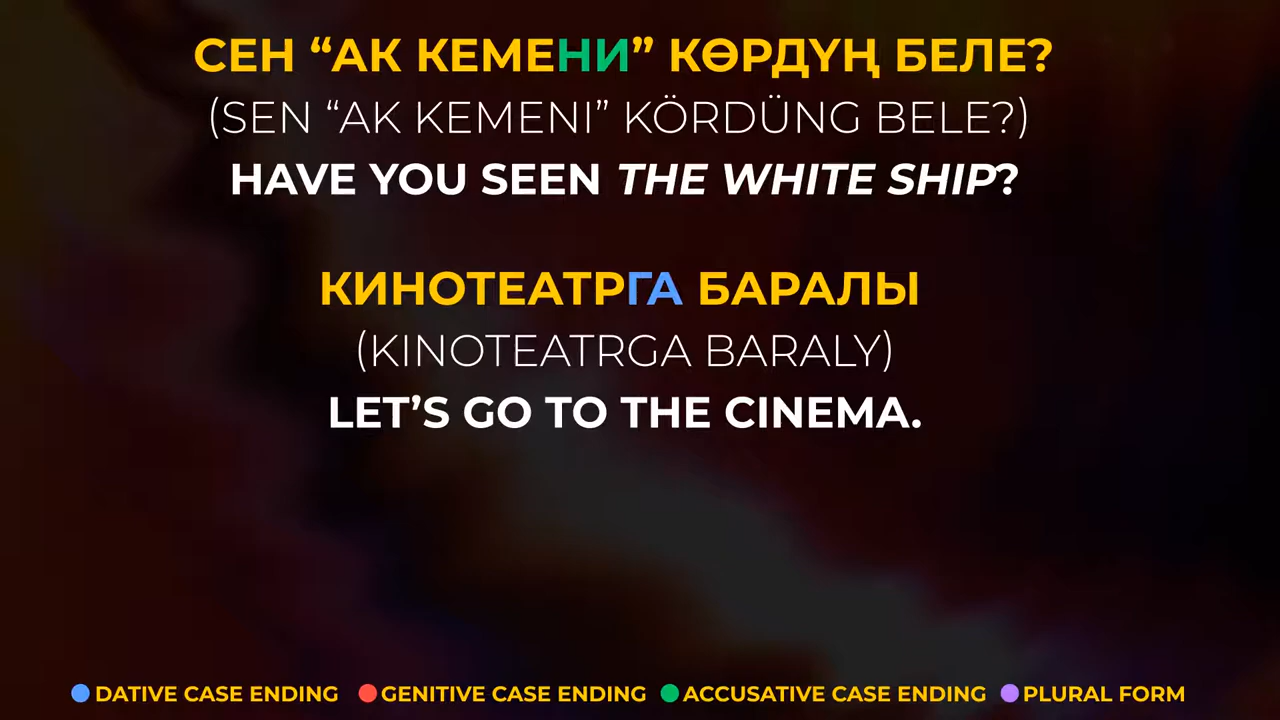 СЕН “АК КЕМЕНИ” КӨРДҮҢ БЕЛЕ?
(SEN “AK KEMENI” KÖRDÜNG BELE?)
HAVE YOU SEEN THE WHITE SHIP?
КИНОТЕАТРГА БАРАЛЫ
(KINOTEATRGA BARALY)
LET’S GO TO THE CINEMA.
DATIVE CASE ENDING GENITIVE CASE ENDING ACCUSATIVE CASE ENDING PLURAL FORM